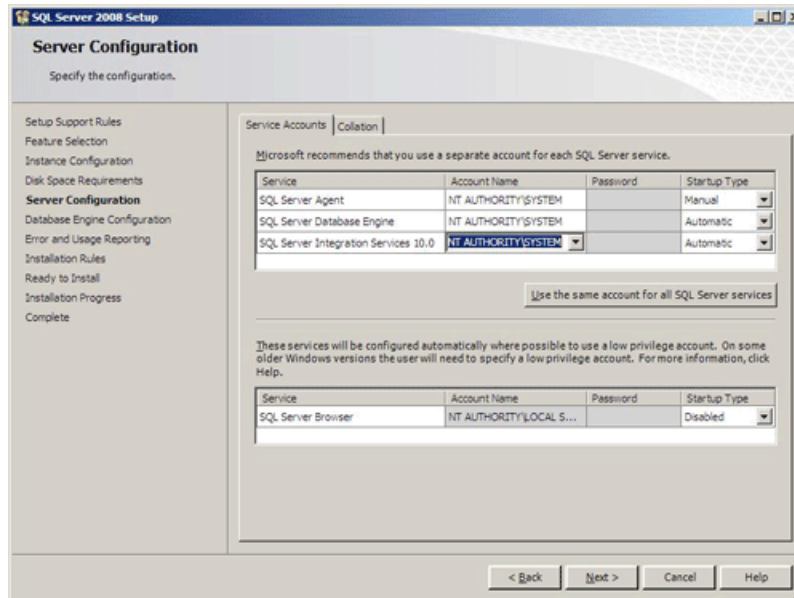 SQL Server 2008 Setup
Server Configuration
Specify the configuration.
Setup Support Rules
Feature Selection
Instance Configuration
Disk Space Requirements
Server Configuration
Database Engine Configuration
Error and Usage Reporting
Installation Rules
Ready to Install
Installation Progress
Complete
Service Accounts Collation
Microsoft recommends that you use a separate account for each SQL Server service.
Service Account Name Password Startup Type
SQL Server Agent NT AUTHORITY\SYSTEM Manual
SQL Server Database Engine NT AUTHORITY\SYSTEM Automatic
SQL Server Integration Services 10.0 NT AUTHORITY\SYSTEM Automatic
Use the same account for all SQL Server services
These services will be configured automatically where possible to use a low privilege account. On some
older Windows versions the user will need to specify a low privilege account. For more information, click
Help.
Service Account Name Password Startup Type
SQL Server Browser NT AUTHORITY\LOCAL S... Disabled
< Back Next > Cancel Help